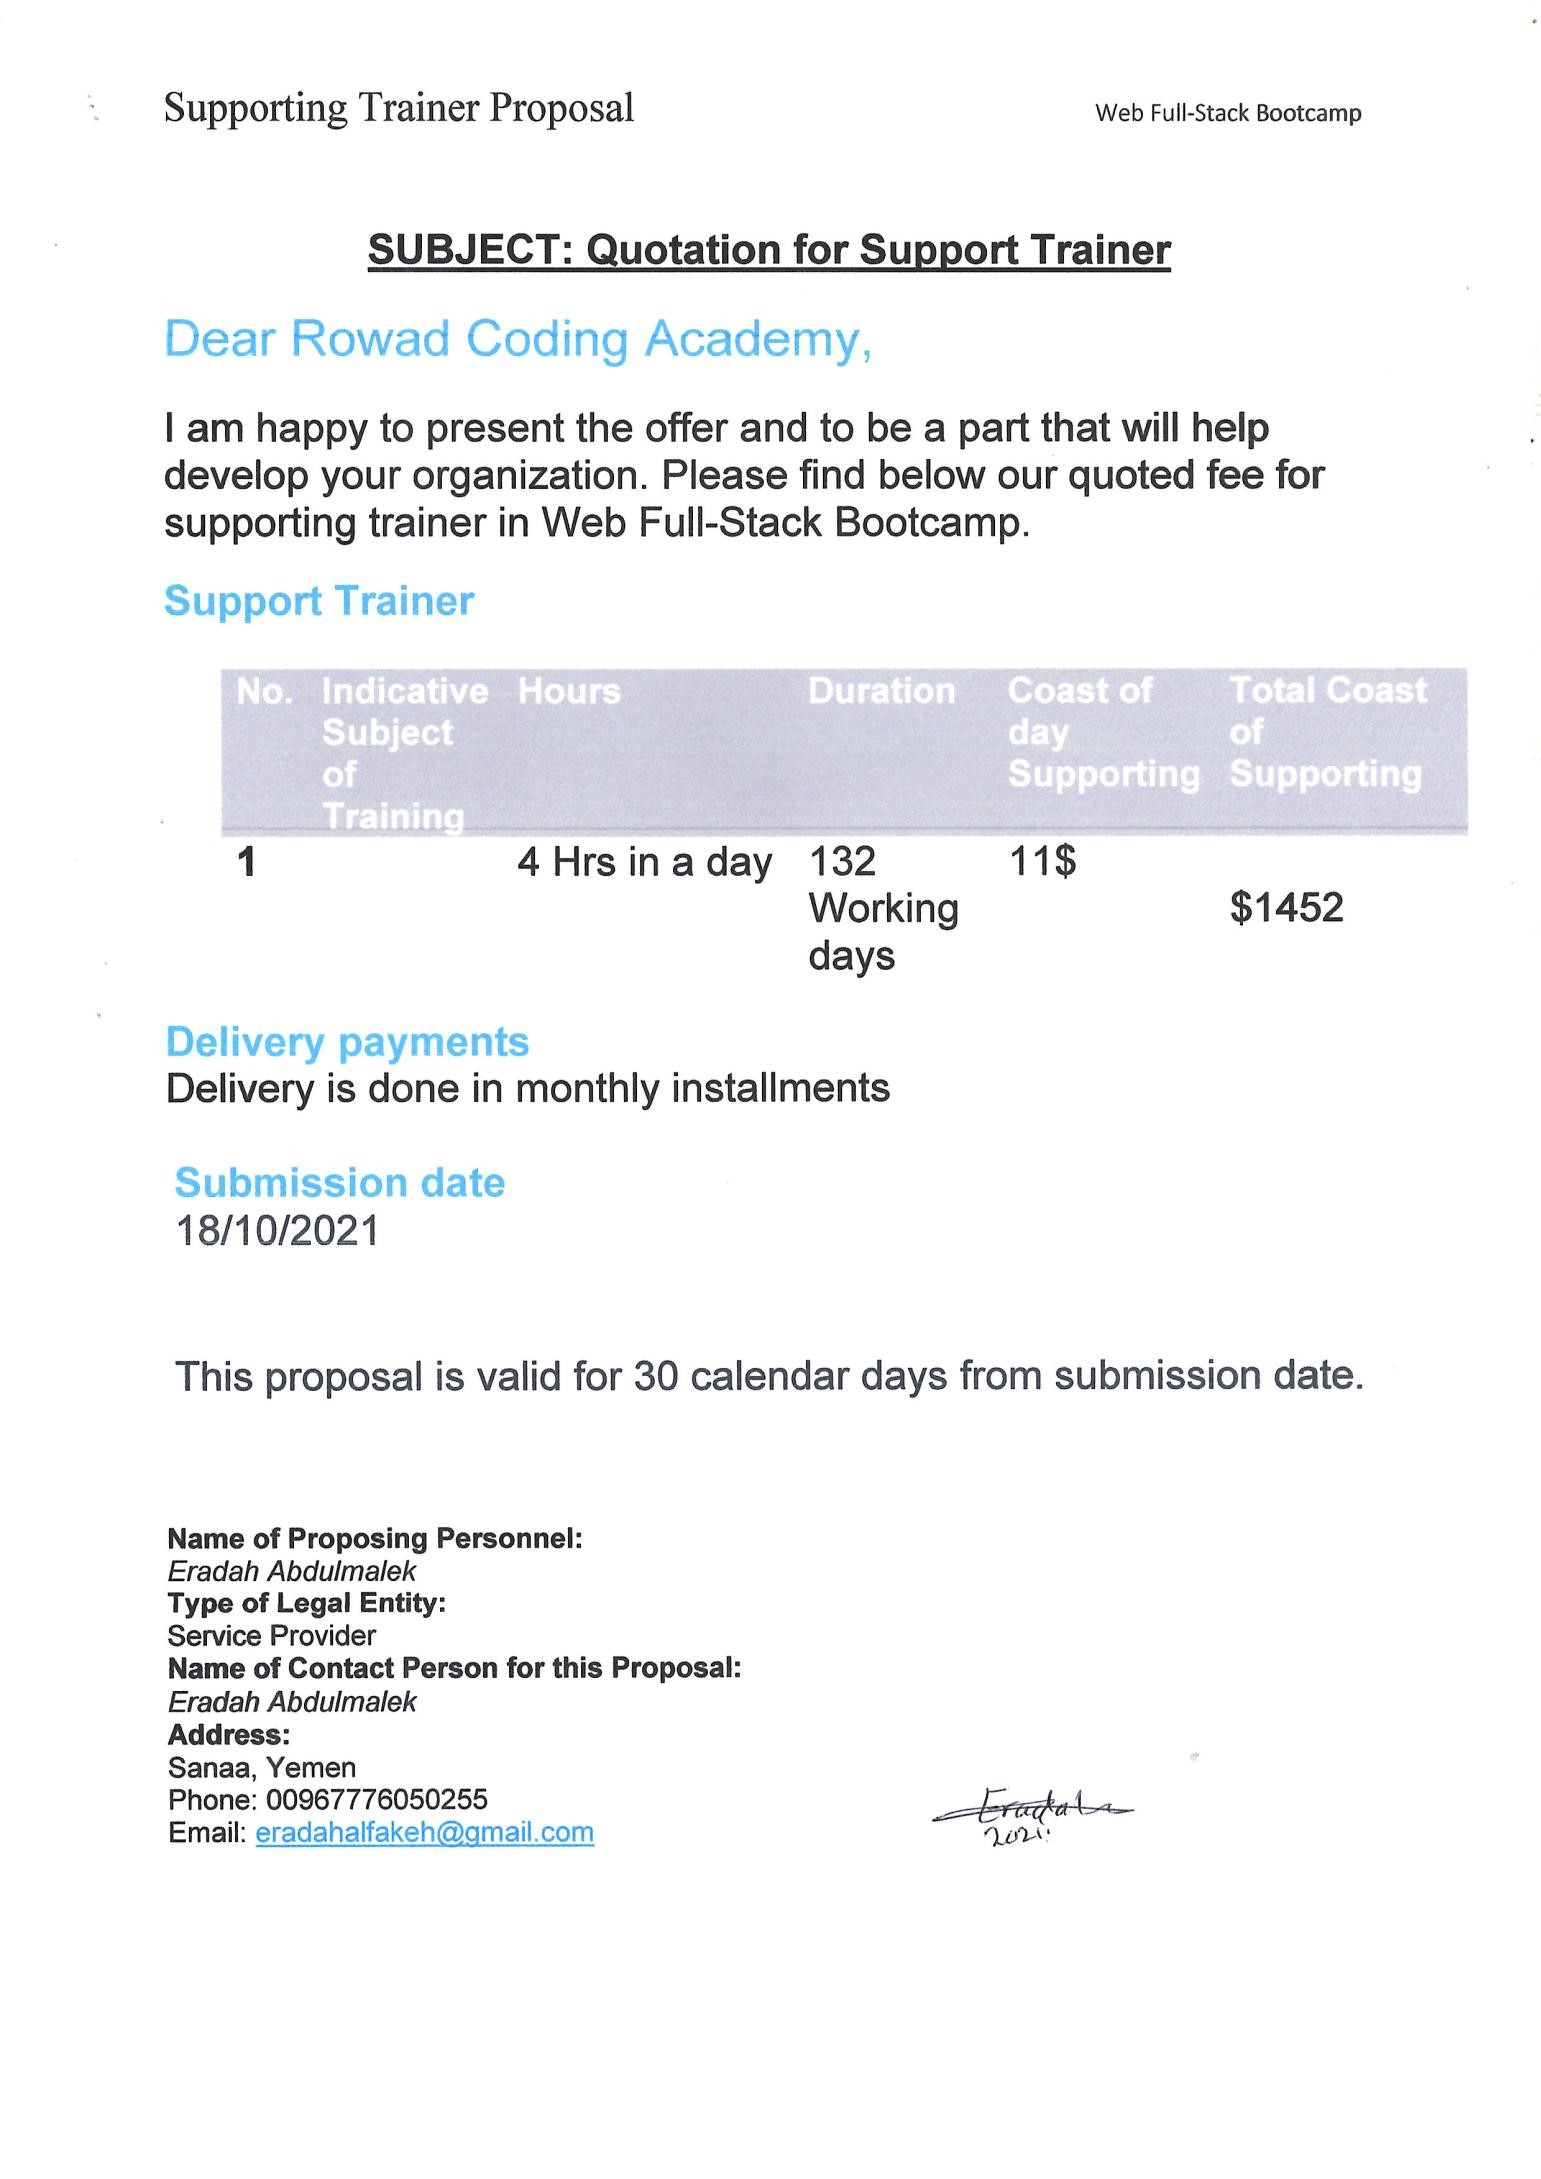 Supporting Trainer Proposal
Web Full-Stack Bootcamp
SUBJECT: Quotation for Support Trainer
Dear Rowad Coding Academy,
I am happy to present the offer and to be a part that will help
develop your organization. Please find below our quoted fee for
supporting trainer in Web Full-Stack Bootcamp.
Support Trainer
No. Indicative Subject of Training Hours Duration Coast of day Supporting Total Coast of Supporting
1 4 Hrs in a day 132 Working days 11$ $1452
Delivery payments
Delivery is done in monthly installments
Submission date
18/10/2021
This proposal is valid for 30 calendar days from submission date.
Name of Proposing Personnel:
Eradah Abdulmalek
Type of Legal Entity:
Service Provider
Name of Contact Person for this Proposal:
Eradah Abdulmalek
Address:
Sanaa, Yemen
Phone: 00967776050255
Email: eradahalfakeh@gmail.com
Eradah
2021